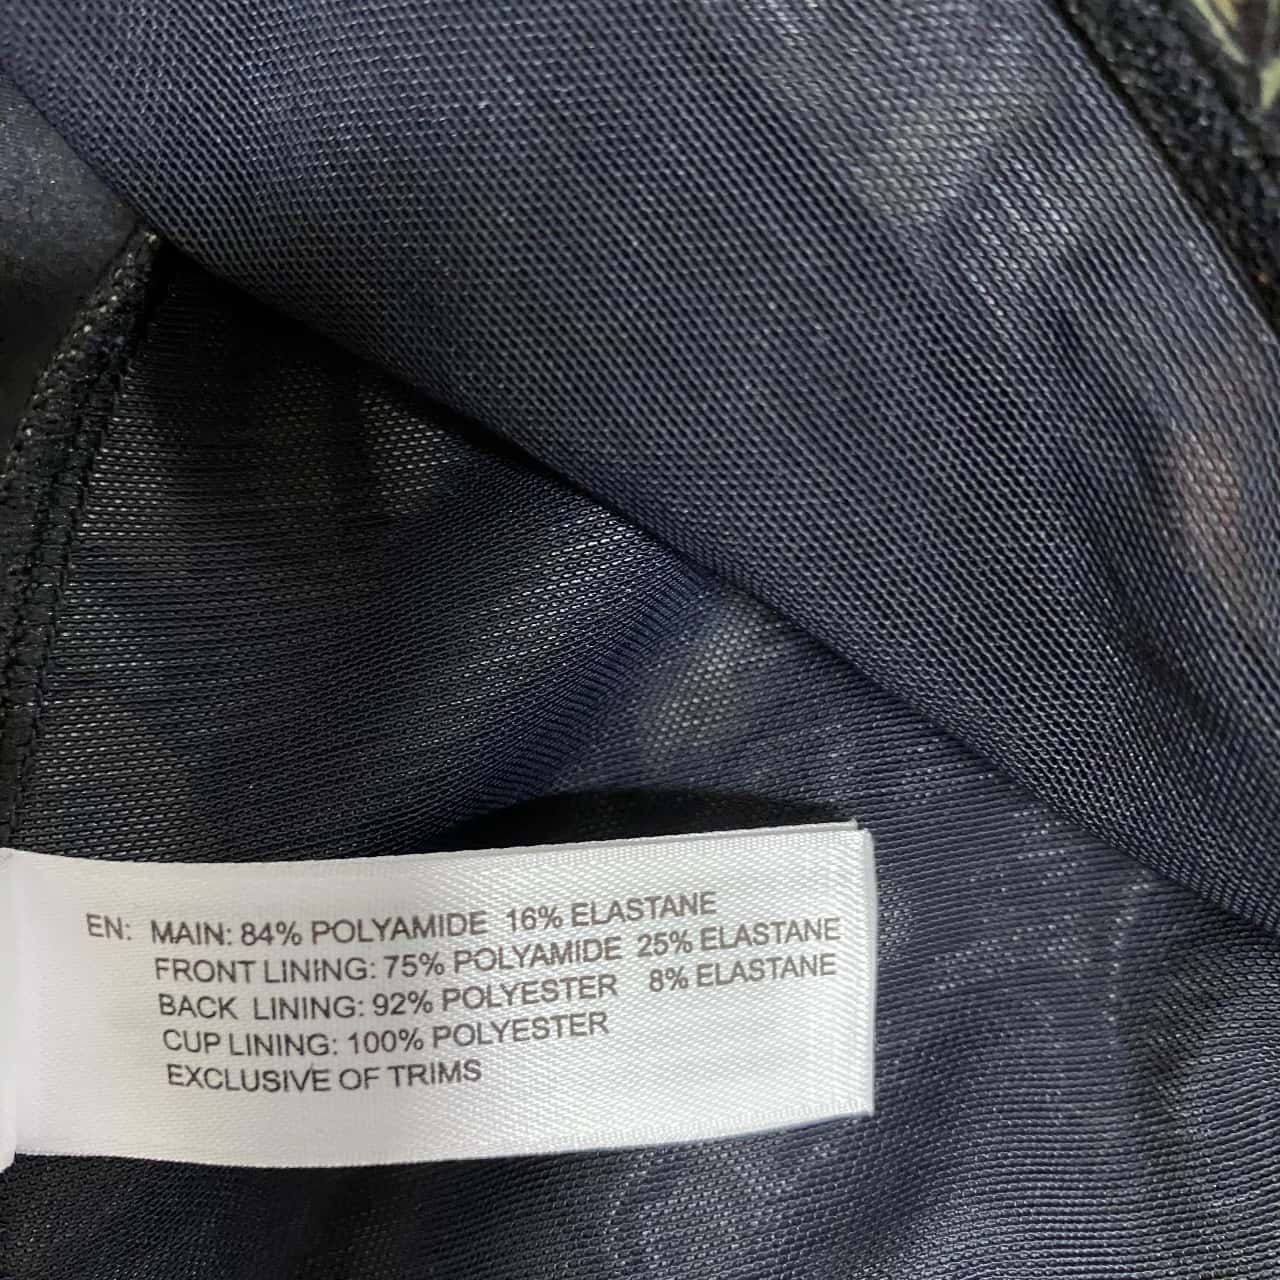 EN: MAIN: 84% POLYAMIDE 16% ELASTANE
FRONT LINING: 75% POLYAMIDE 25% ELASTANE
BACK LINING: 92% POLYESTER 8% ELASTANE
CUP LINING: 100% POLYESTER
EXCLUSIVE OF TRIMS